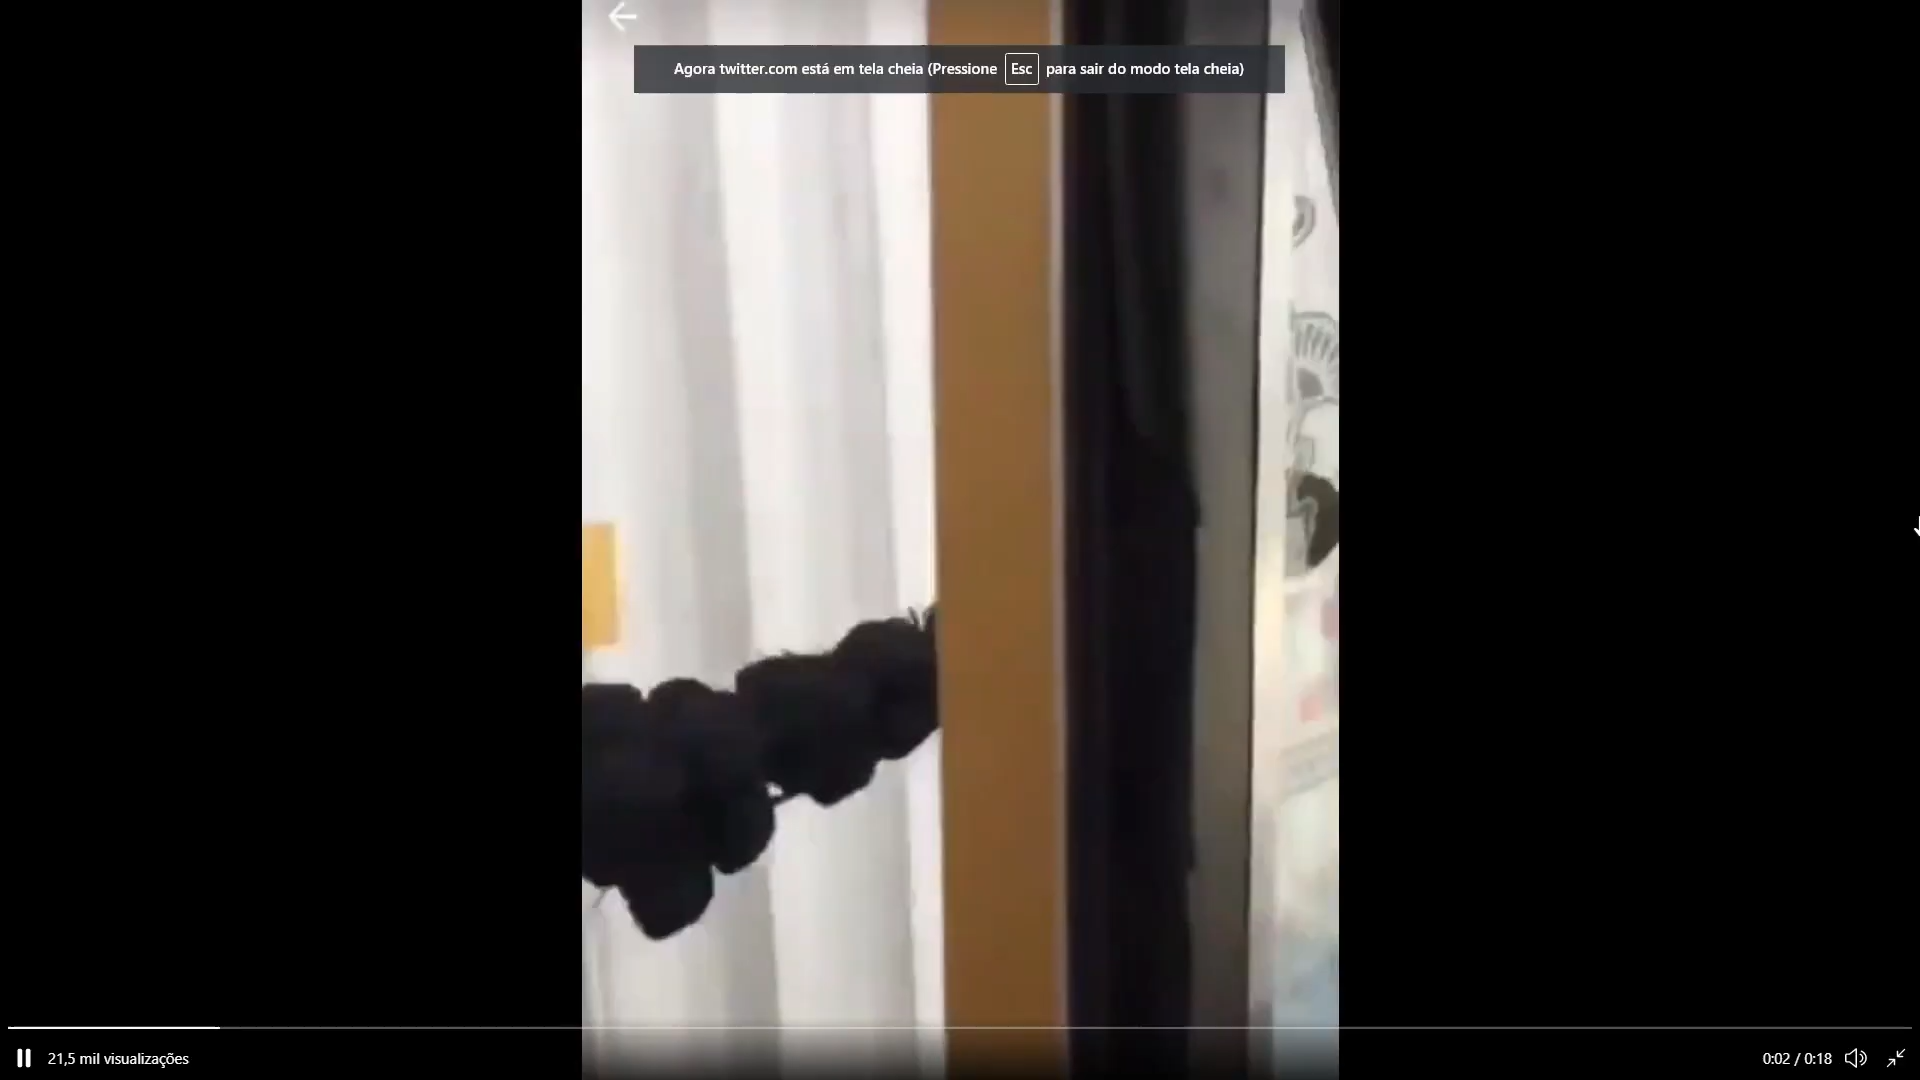 Agora twitter.com está em tela cheia (Pressione Esc para sair do modo tela cheia)
21,5 mil visualizações
0:02 / 0:18